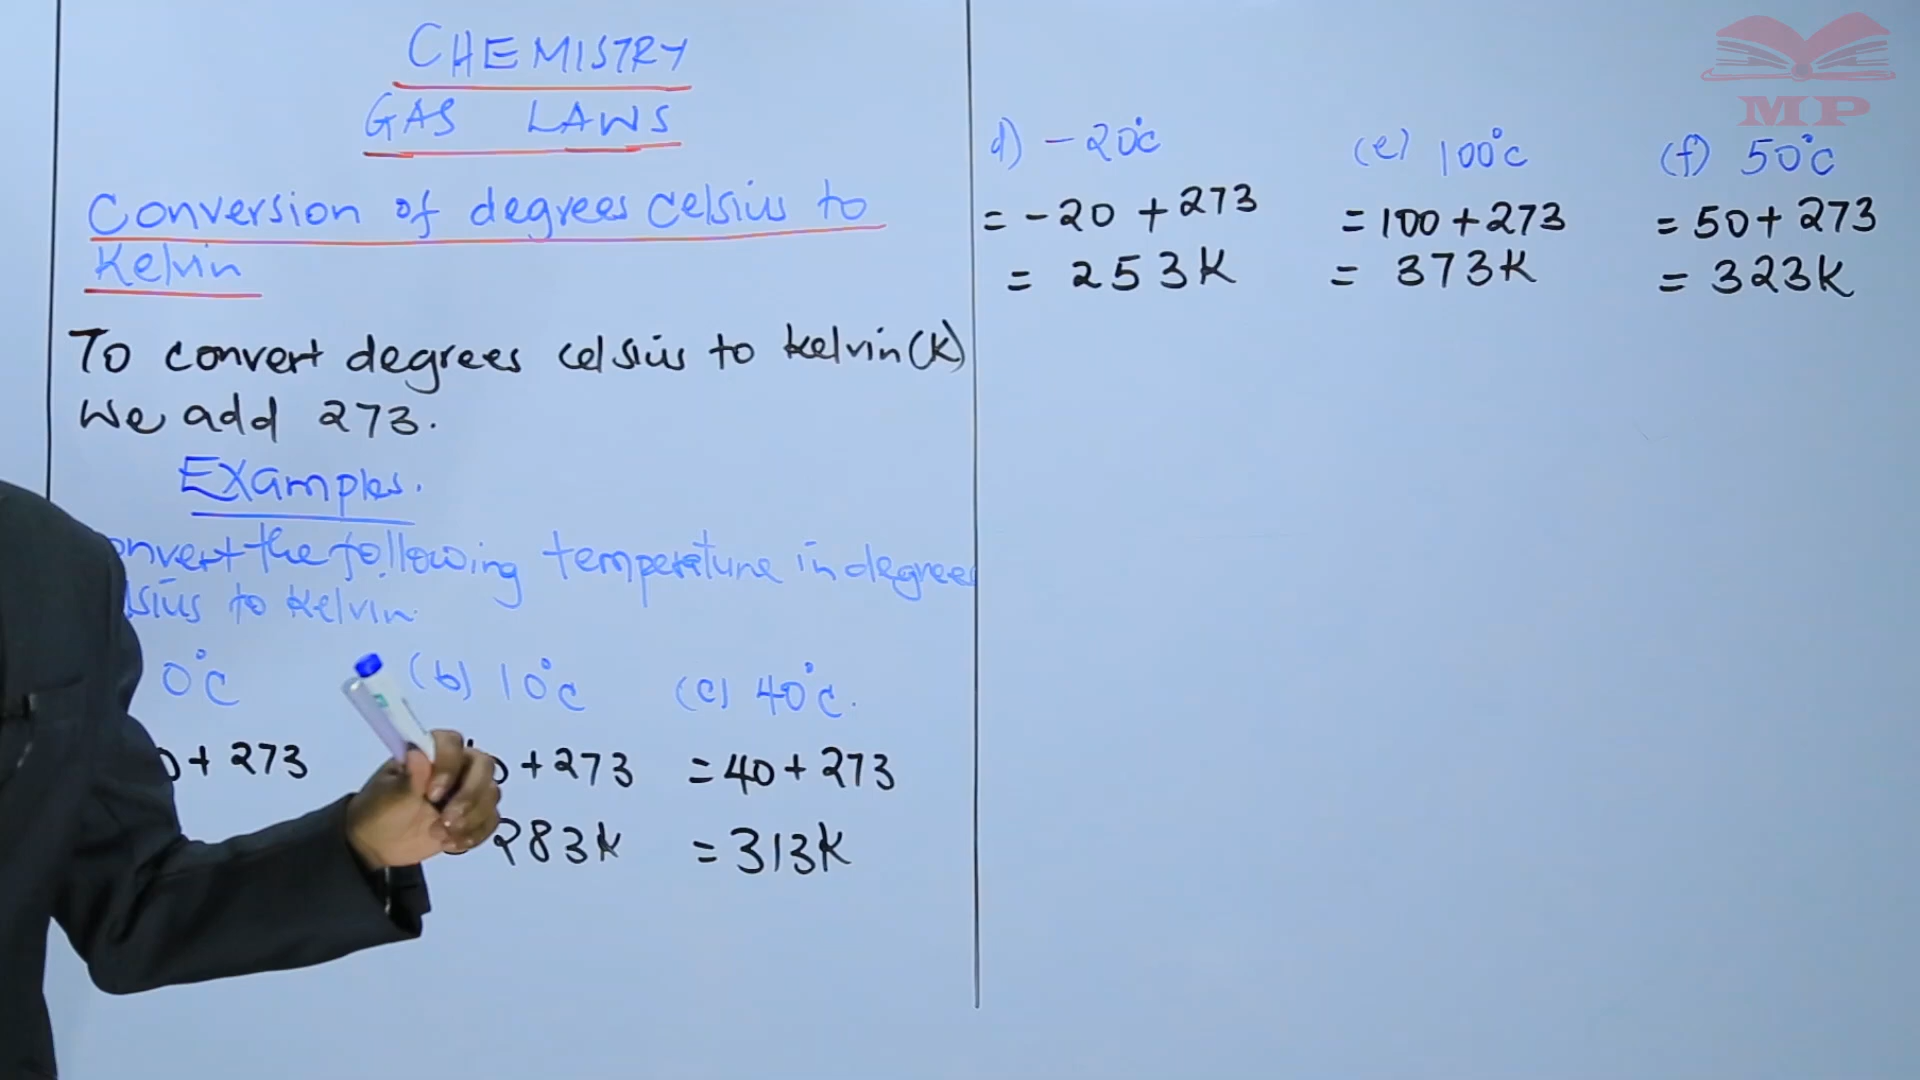 CHEMISTRY
GAS LAWS
Conversion of degrees celsius to
Kelvin
To convert degrees celsius to kelvin(K)
We add 273.
Examples.
onvert the following temperature in degrees
lsius to kelvin.
0°C (b) 10°C (c) 40°C.
0+ 273 0 +273 = 40 + 273
283K = 313K
d) -20°C (e) 100°C (f) 50°C
= -20 +273 = 100 + 273 = 50 + 273
= 253K = 373K = 323K
MP